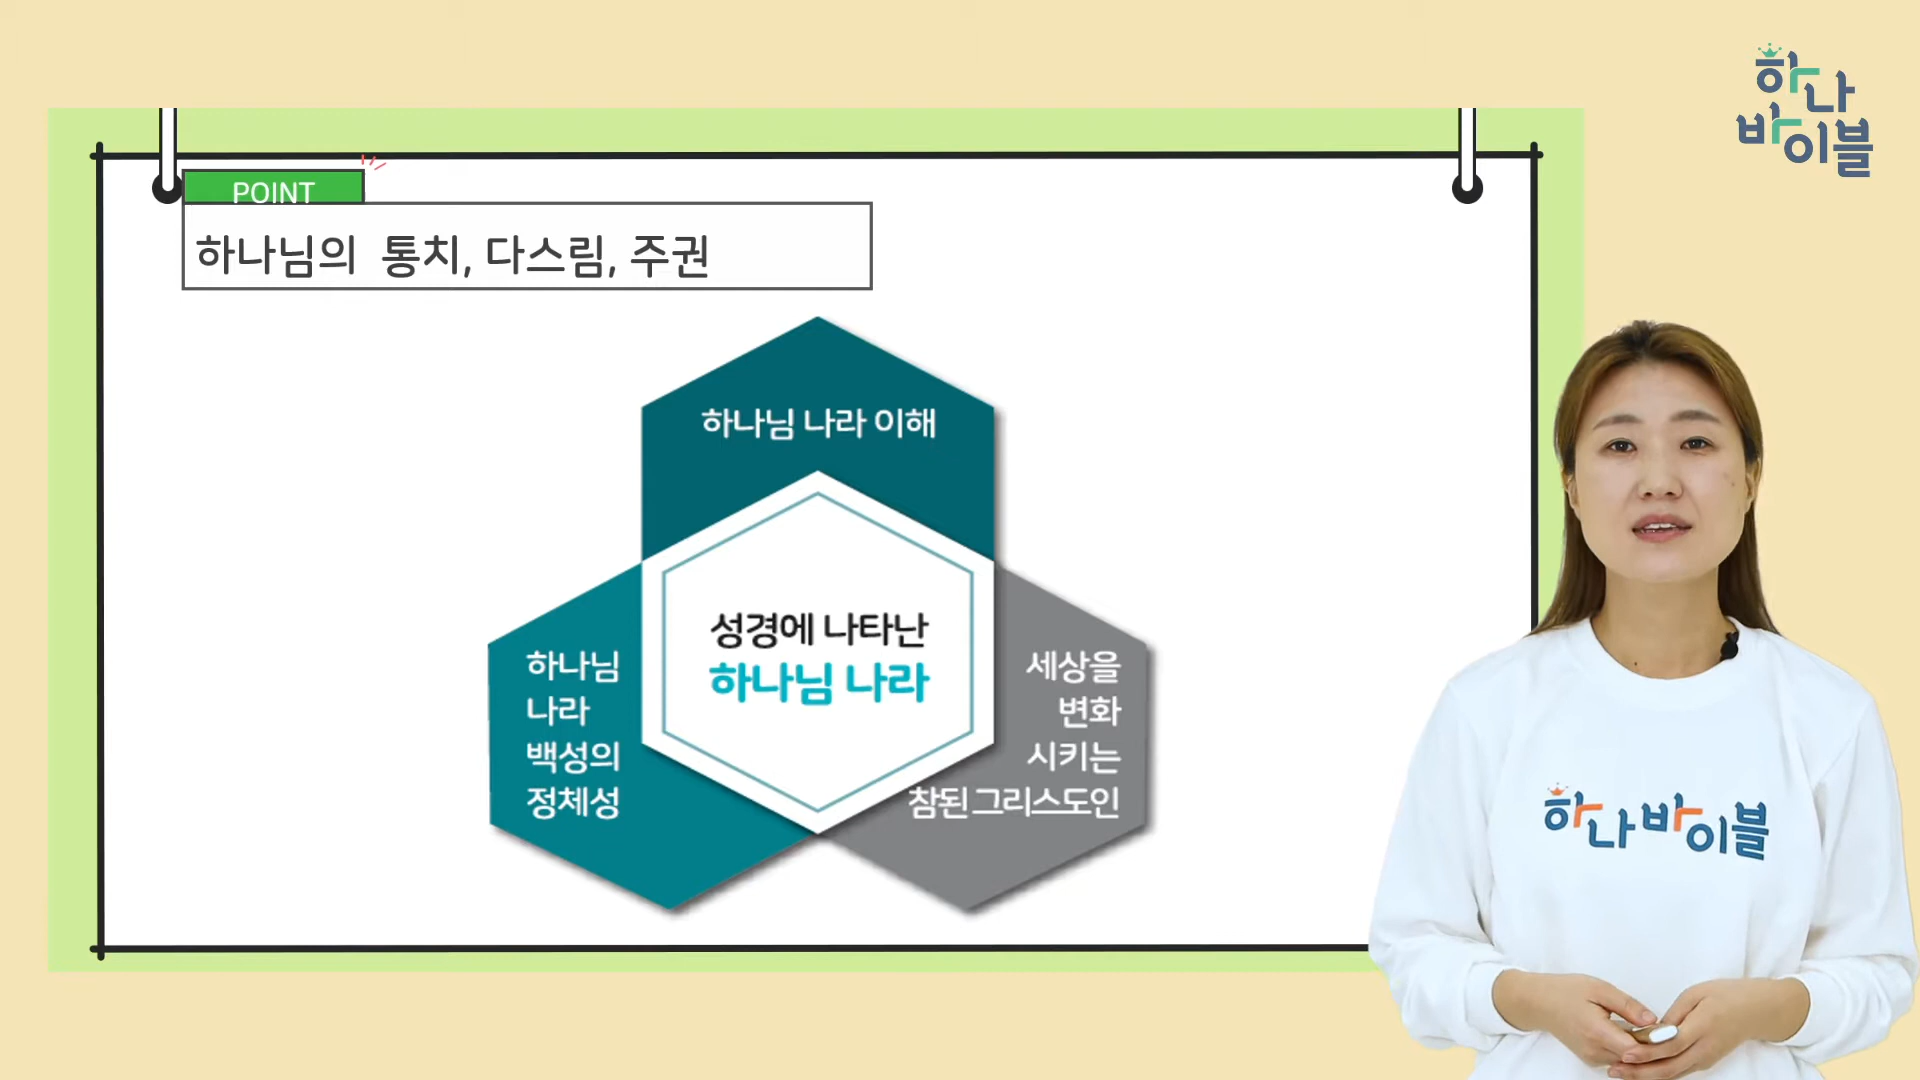 하나
바이블
POINT
하나님의 통치, 다스림, 주권
하나님 나라 이해
성경에 나타난
하나님 나라
하나님
나라
백성의
정체성
세상을
변화
시키는
참된 그리스도인
하나바이블